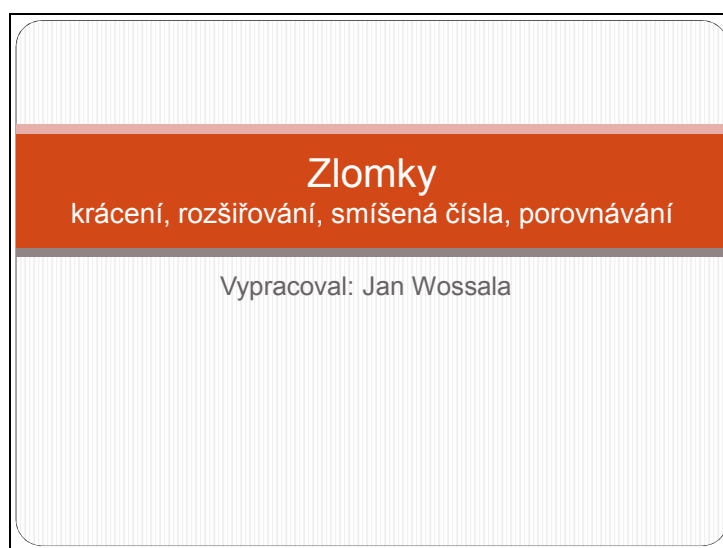 Zlomky
krácení, rozšiřování, smíšená čísla, porovnávání
Vypracoval: Jan Wossala